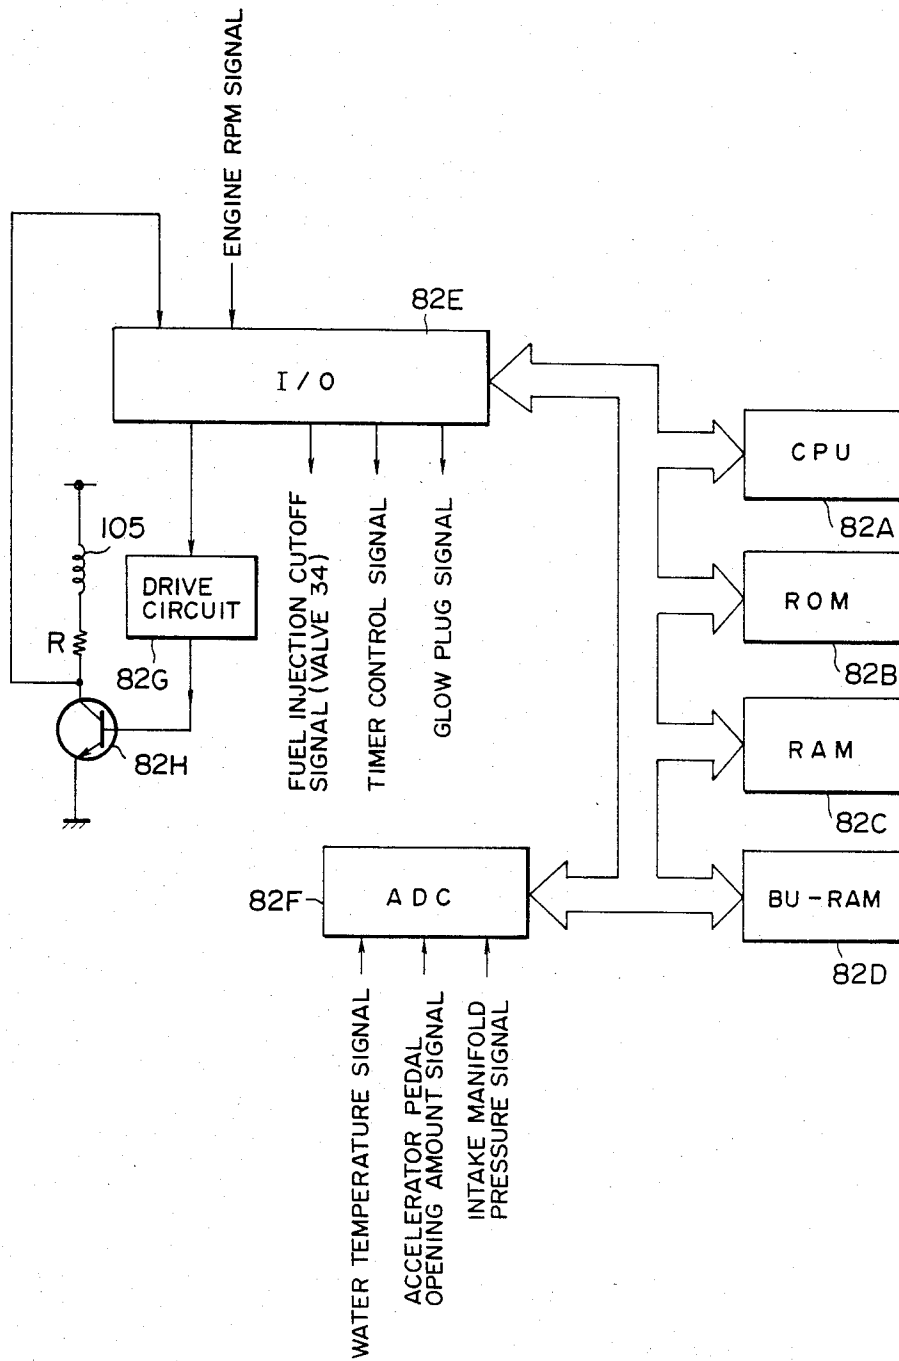 ENGINE RPM SIGNAL
82E
I/O
105
R
DRIVE
CIRCUIT
82G
82H
FUEL INJECTION CUTOFF
SIGNAL (VALVE 34)
TIMER CONTROL SIGNAL
GLOW PLUG SIGNAL
CPU
82A
ROM
82B
RAM
82C
BU-RAM
82D
82F
ADC
WATER TEMPERATURE SIGNAL
ACCELERATOR PEDAL
OPENING AMOUNT SIGNAL
INTAKE MANIFOLD
PRESSURE SIGNAL